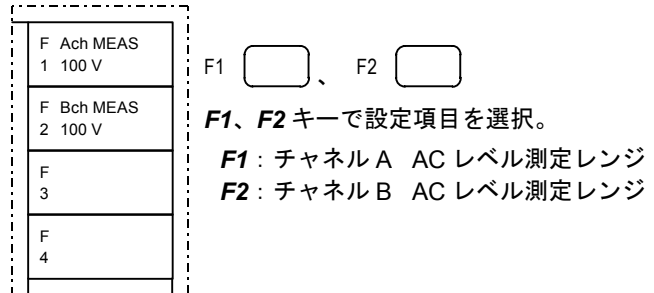 F Ach MEAS
1 100 V
F Bch MEAS
2 100 V
F
3
F
4
F1 、 F2
F1、F2 キーで設定項目を選択。
F1：チャネル A AC レベル測定レンジ
F2：チャネル B AC レベル測定レンジ